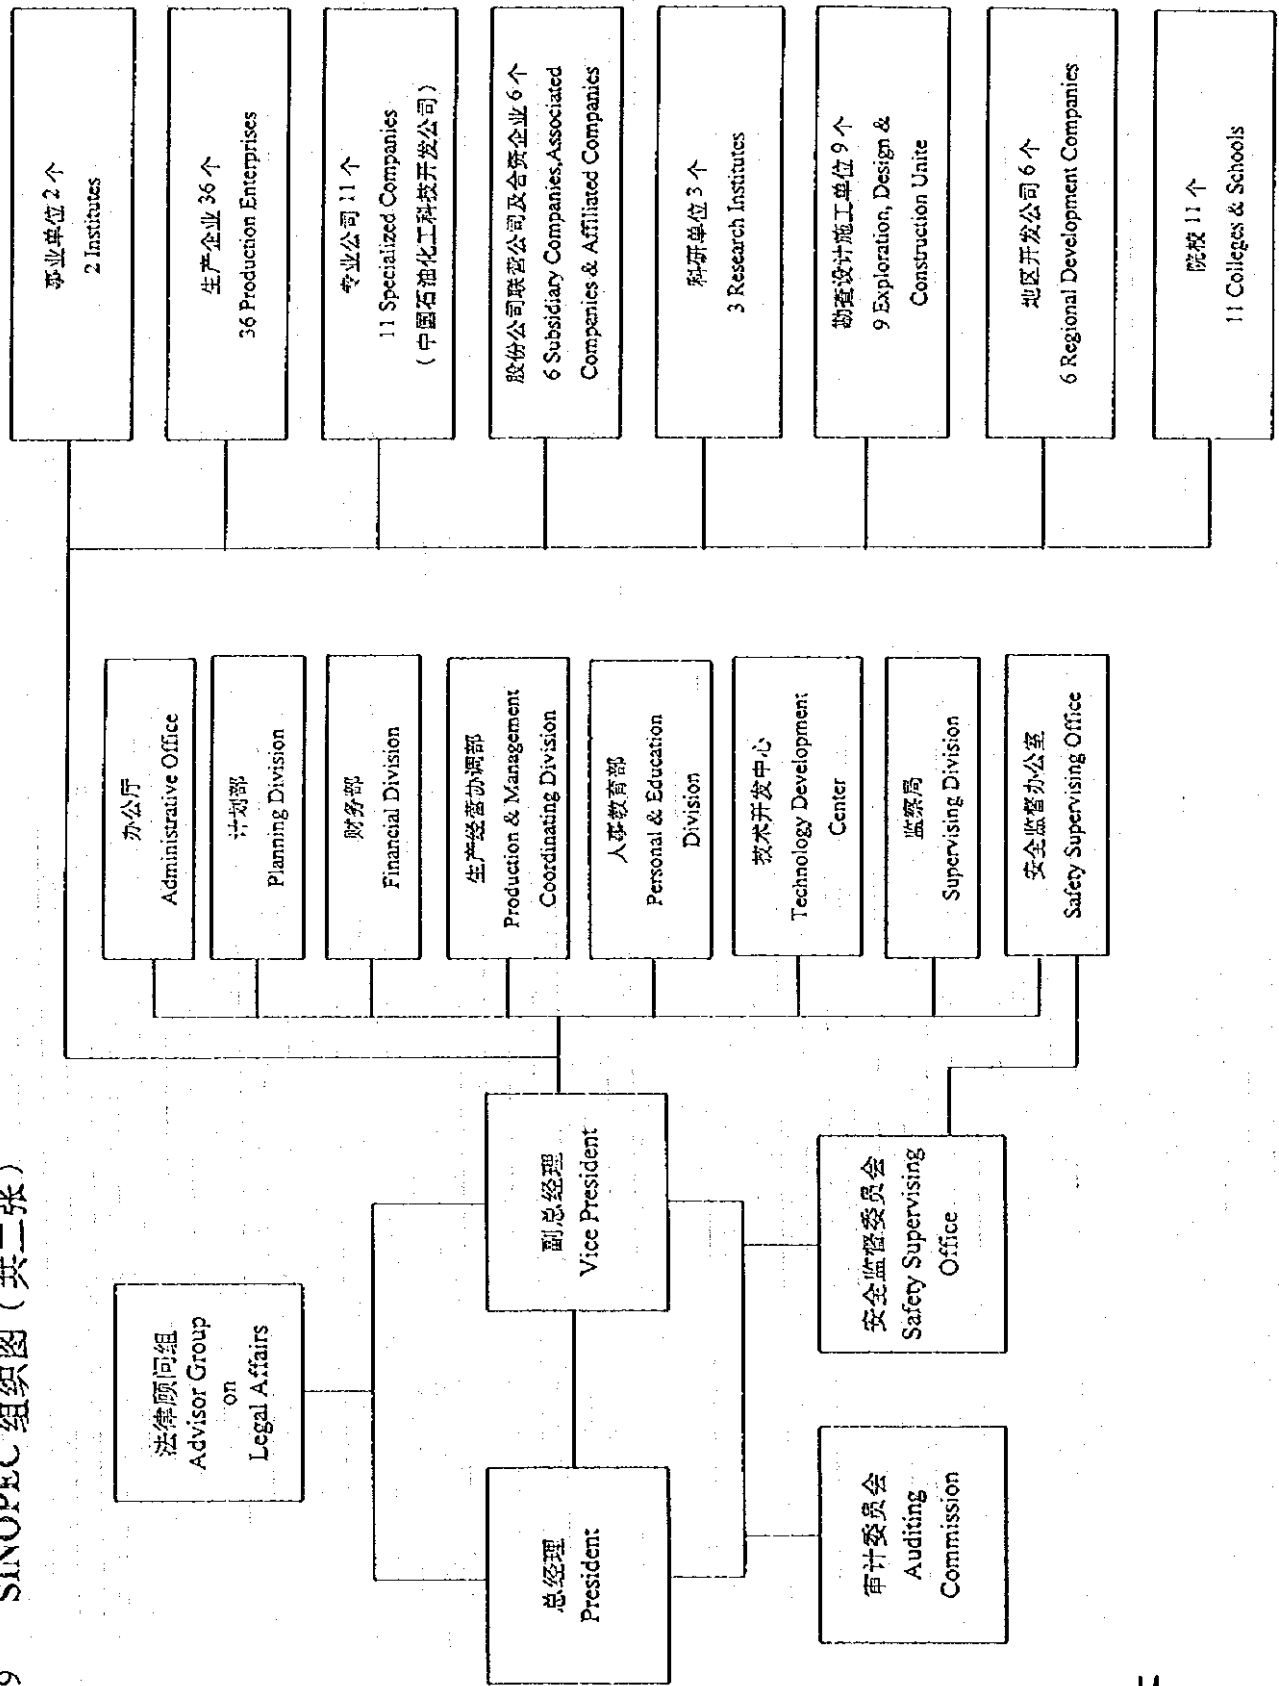 9 SINOPEC 组织图（共二张）
法律顾问组
Advisor Group
on
Legal Affairs
总经理
President
副总经理
Vice President
审计委员会
Auditing
Commission
安全监督委员会
Safety Supervising
Office
办公厅
Administrative Office
计划部
Planning Division
财务部
Financial Division
生产经营协调部
Production & Management
Coordinating Division
人事教育部
Personal & Education
Division
技术开发中心
Technology Development
Center
监察局
Supervising Division
安全监督办公室
Safety Supervising Office
事业单位 2 个
2 Institutes
生产企业 36 个
36 Production Enterprises
专业公司 11 个
11 Specialized Companies
（中国石油化工科技开发公司）
股份公司联营公司及合资企业 6 个
6 Subsidiary Companies,Associated
Companies & Affiliated Companies
科研单位 3 个
3 Research Institutes
勘查设计施工单位 9 个
9 Exploration, Design &
Construction Unite
地区开发公司 6 个
6 Regional Development Companies
院校 11 个
11 Colleges & Schools